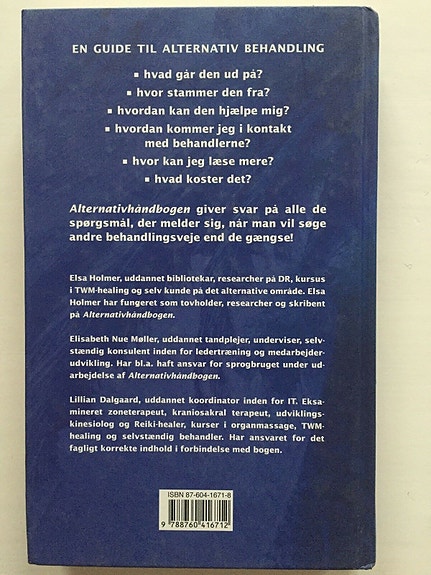 EN GUIDE TIL ALTERNATIV BEHANDLING
▪ hvad går den ud på?
▪ hvor stammer den fra?
▪ hvordan kan den hjælpe mig?
▪ hvordan kommer jeg i kontakt
med behandlerne?
▪ hvor kan jeg læse mere?
▪ hvad koster det?
Alternativhåndbogen giver svar på alle de
spørgsmål, der melder sig, når man vil søge
andre behandlingsveje end de gængse!
Elsa Holmer, uddannet bibliotekar, researcher på DR, kursus
i TWM-healing og selv kunde på det alternative område. Elsa
Holmer har fungeret som tovholder, researcher og skribent
på Alternativhåndbogen.
Elisabeth Nue Møller, uddannet tandplejer, underviser, selv-
stændig konsulent inden for ledertræning og medarbejder-
udvikling. Har bl.a. haft ansvar for sprogbruget under ud-
arbejdelse af Alternativhåndbogen.
Lillian Dalgaard, uddannet koordinator inden for IT. Eksa-
mineret zoneterapeut, kraniosakral terapeut, udviklings-
kinesiolog og Reiki-healer, kurser i organmassage, TWM-
healing og selvstændig behandler. Har ansvaret for det
fagligt korrekte indhold i forbindelse med bogen.
ISBN 87-604-1671-8
9 788760 416712